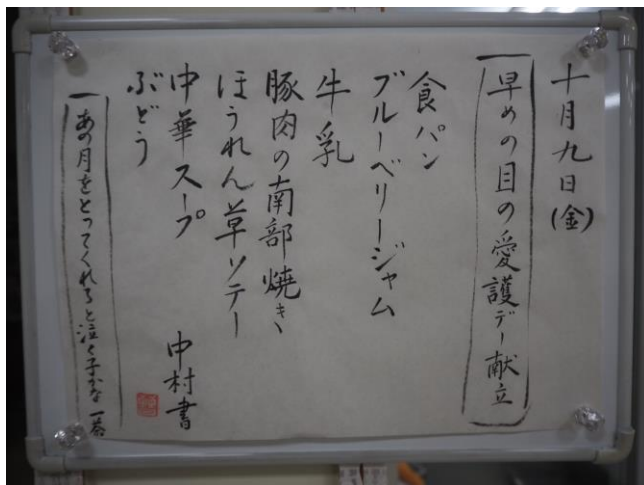 十月九日(金)
早めの目の愛護デー献立
食パン
ブルーベリージャム
牛乳
豚肉の南部焼き
ほうれん草ソテー
中華スープ
ぶどう
中村書
あの月をとってくれろと泣く子かな 一茶